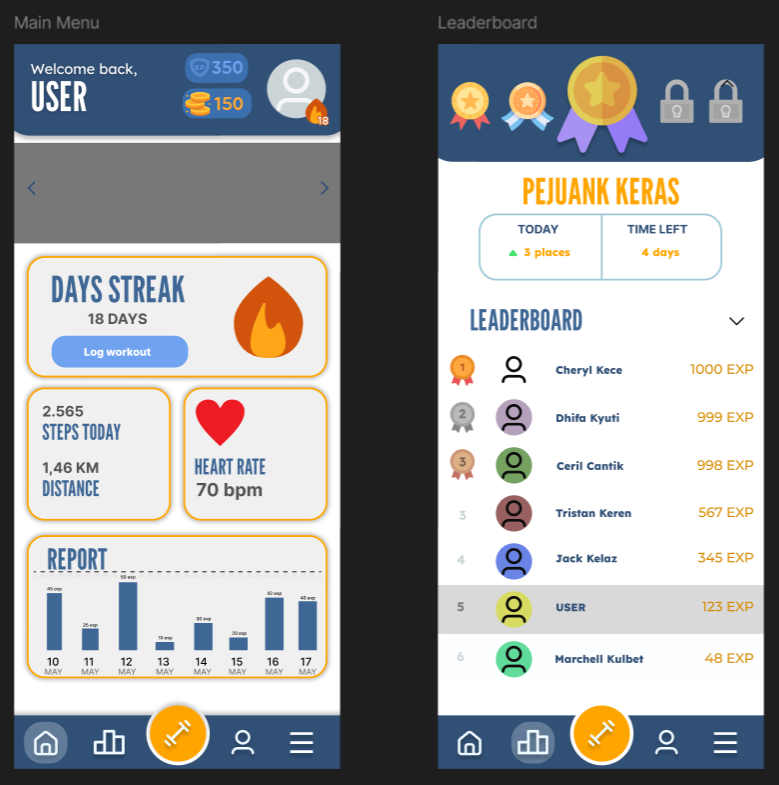 Main Menu
Welcome back,
USER
XP 350
150
18
DAYS STREAK
18 DAYS
Log workout
2.565
STEPS TODAY
1,46 KM
DISTANCE
HEART RATE
70 bpm
REPORT
40 exp
25 exp
50 exp
10 exp
30 exp
20 exp
42 exp
40 exp
10 11 12 13 14 15 16 17
MAY MAY MAY MAY MAY MAY MAY MAY
Leaderboard
PEJUANK KERAS
TODAY
3 places
TIME LEFT
4 days
LEADERBOARD
1 Cheryl Kece 1000 EXP
2 Dhifa Kyuti 999 EXP
3 Ceril Cantik 998 EXP
3 Tristan Keren 567 EXP
4 Jack Kelaz 345 EXP
5 USER 123 EXP
6 Marchell Kulbet 48 EXP